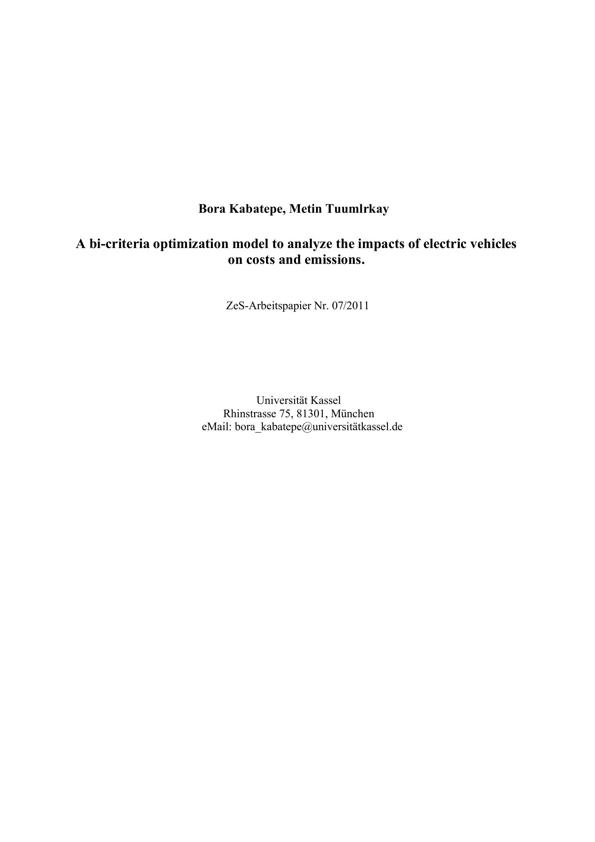 Bora Kabatepe, Metin Tuumlrkay
A bi-criteria optimization model to analyze the impacts of electric vehicles
on costs and emissions.
ZeS-Arbeitspapier Nr. 07/2011
Universität Kassel
Rhinstrasse 75, 81301, München
eMail: bora_kabatepe@universitätkassel.de